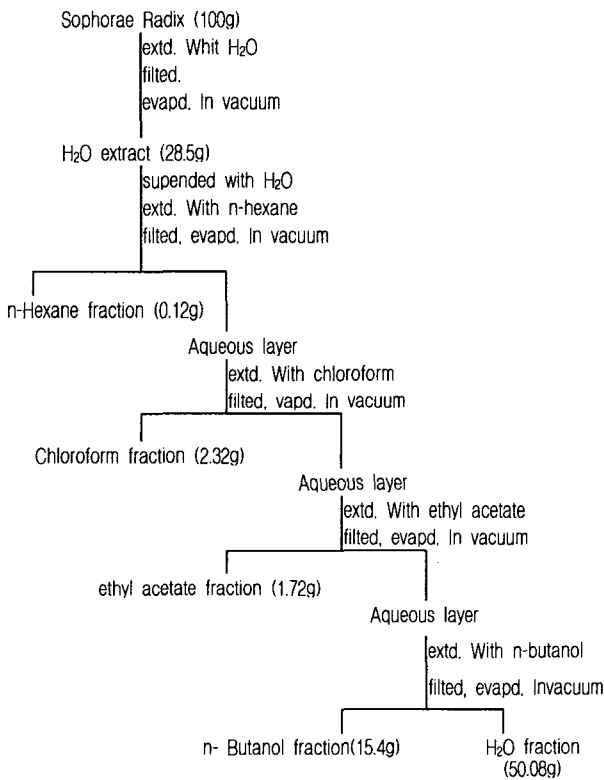 Sophorae Radix (100g)
extd. Whit H₂O
filted.
evapd. In vacuum
H₂O extract (28.5g)
supended with H₂O
extd. With n-hexane
filted, evapd. In vacuum
n-Hexane fraction (0.12g)
Aqueous layer
extd. With chloroform
filted, vapd. In vacuum
Chloroform fraction (2.32g)
Aqueous layer
extd. With ethyl acetate
filted, evapd. In vacuum
ethyl acetate fraction (1.72g)
Aqueous layer
extd. With n-butanol
filted, evapd. Invacuum
n- Butanol fraction(15.4g)
H₂O fraction
(50.08g)